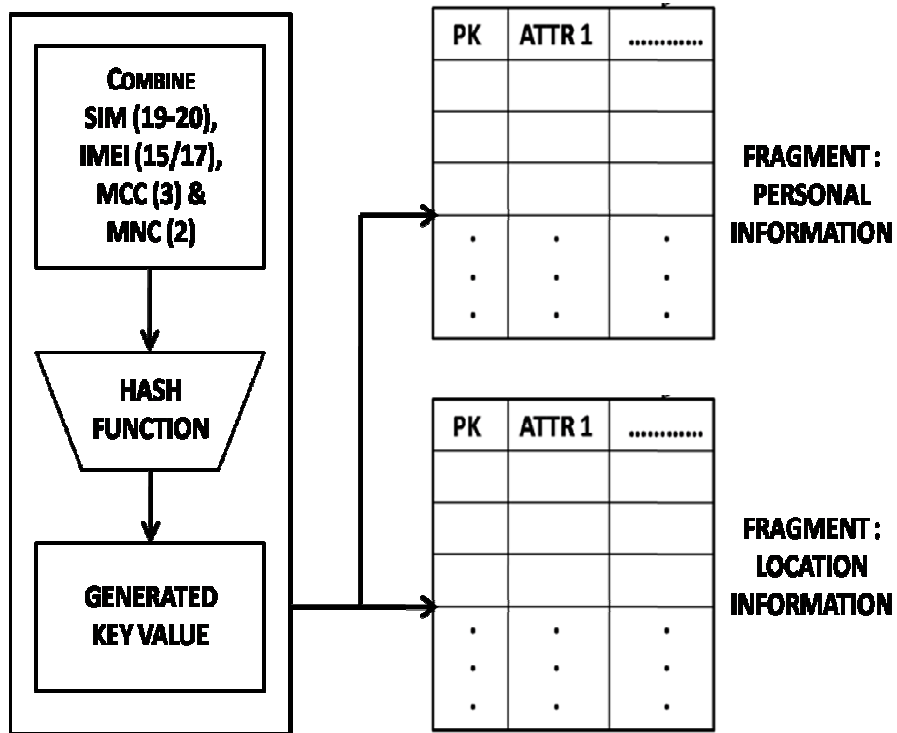 COMBINE
SIM (19-20),
IMEI (15/17),
MCC (3) &
MNC (2)
HASH
FUNCTION
GENERATED
KEY VALUE
PK ATTR 1 ............
FRAGMENT :
PERSONAL
INFORMATION
PK ATTR 1 ............
FRAGMENT :
LOCATION
INFORMATION